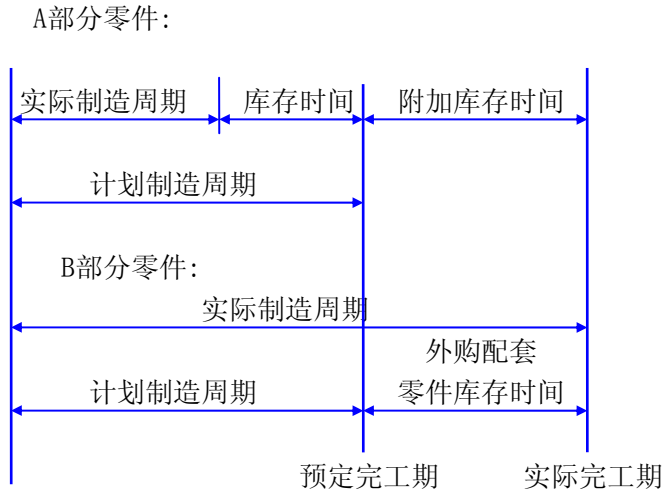 A部分零件:
实际制造周期 库存时间 附加库存时间
计划制造周期
B部分零件:
实际制造周期
外购配套
计划制造周期 零件库存时间
预定完工期 实际完工期